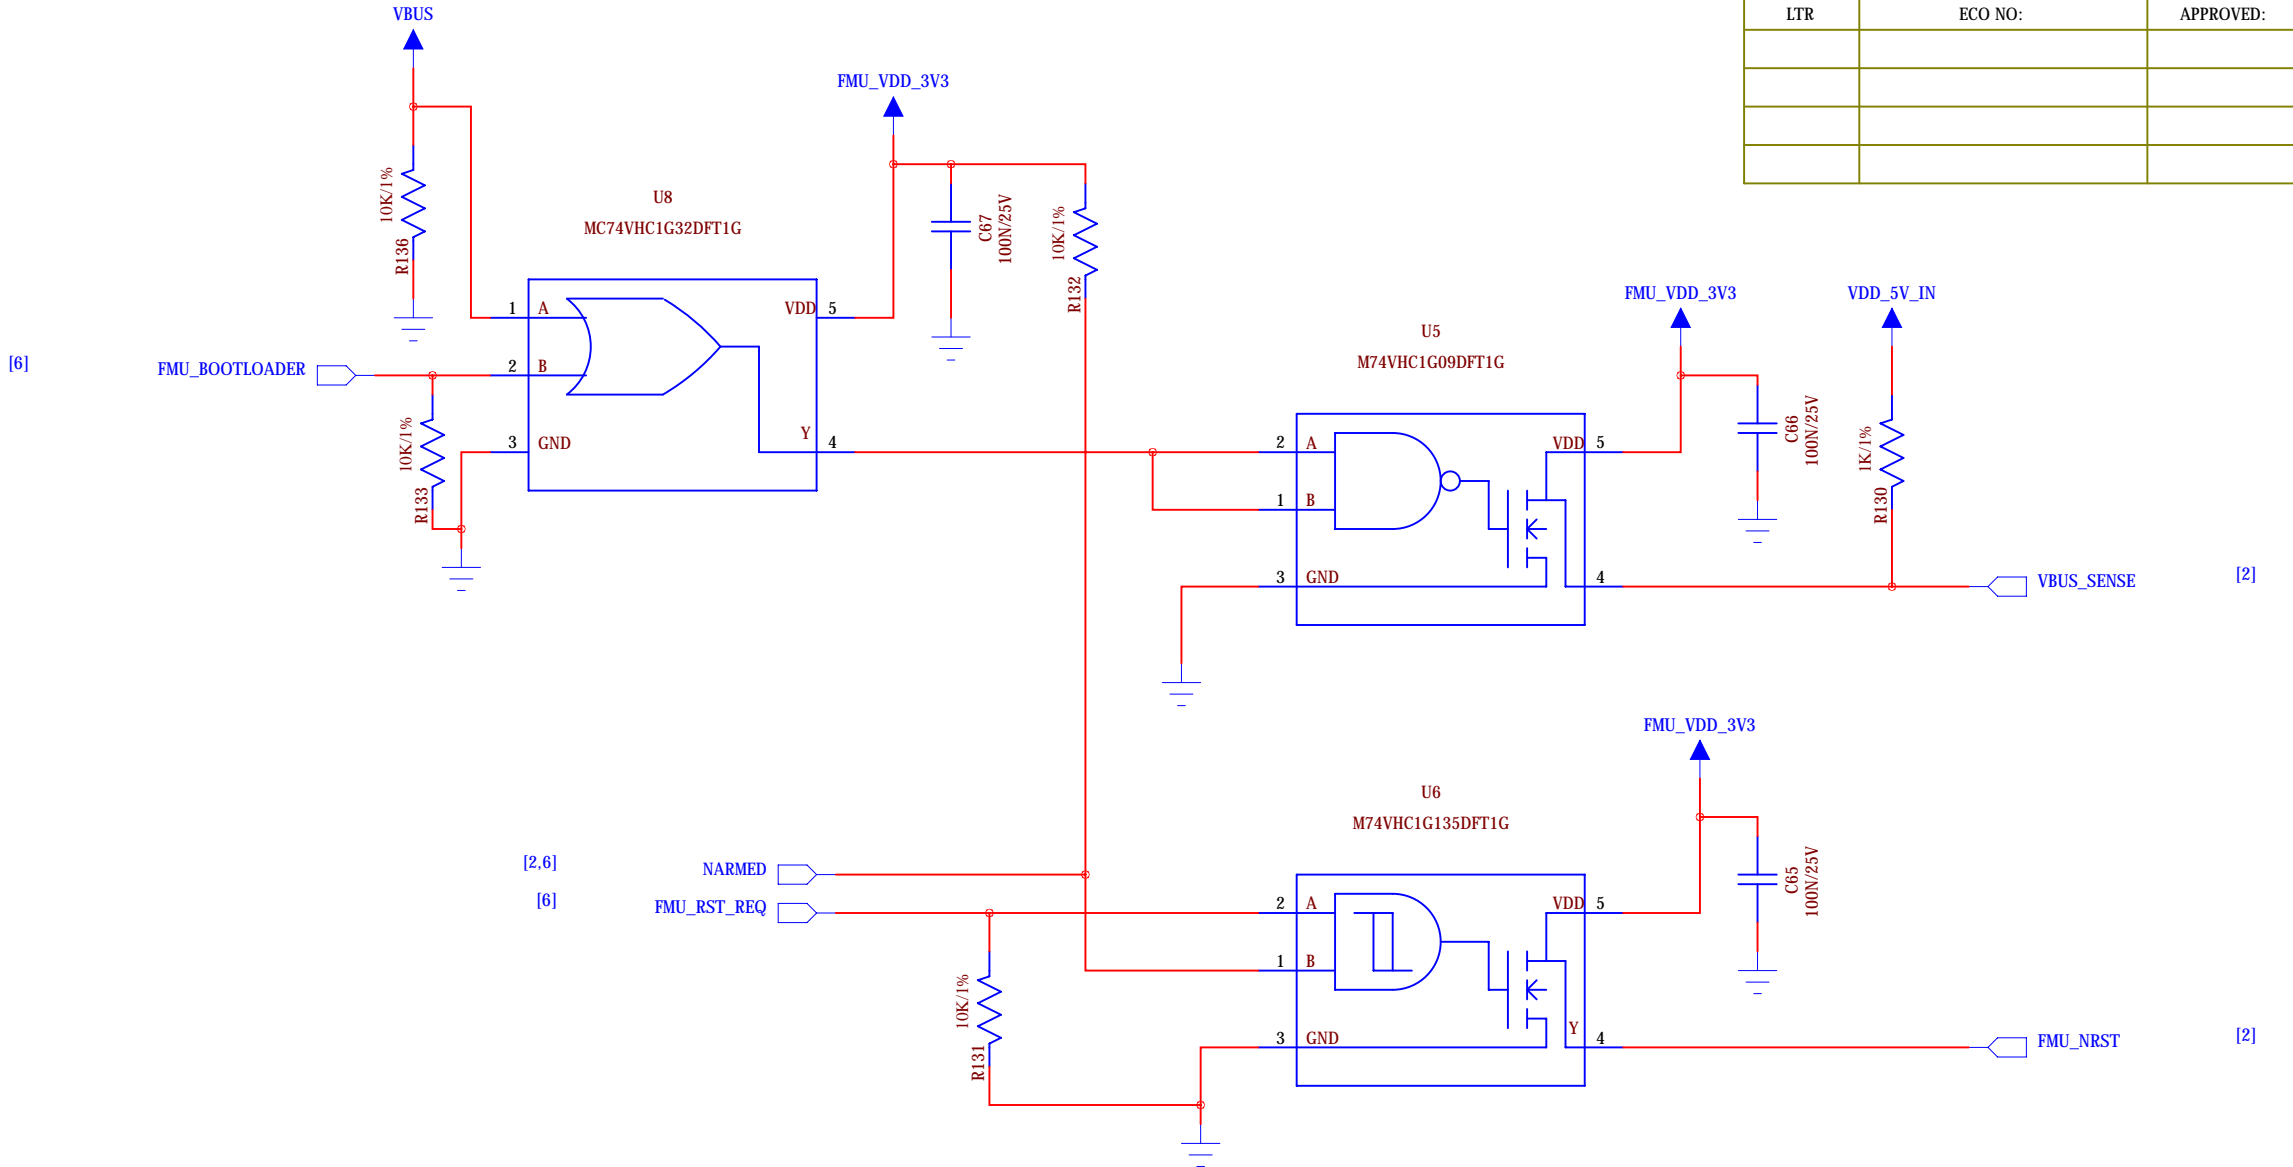 VBUS
LTR ECO NO: APPROVED:
FMU_VDD_3V3
10K/1%
R136
U8
MC74VHC1G32DFT1G
C67
100N/25V
10K/1%
R132
1 A
VDD 5
[6]
FMU_BOOTLOADER
2 B
10K/1%
R133
3 GND
Y 4
FMU_VDD_3V3
VDD_5V_IN
U5
M74VHC1G09DFT1G
2 A
VDD 5
1 B
3 GND
4
C66
100N/25V
1K/1%
R130
VBUS_SENSE
[2]
FMU_VDD_3V3
U6
M74VHC1G135DFT1G
[2,6]
NARMED
[6]
FMU_RST_REQ
2 A
VDD 5
1 B
3 GND
Y 4
10K/1%
R131
C65
100N/25V
FMU_NRST
[2]